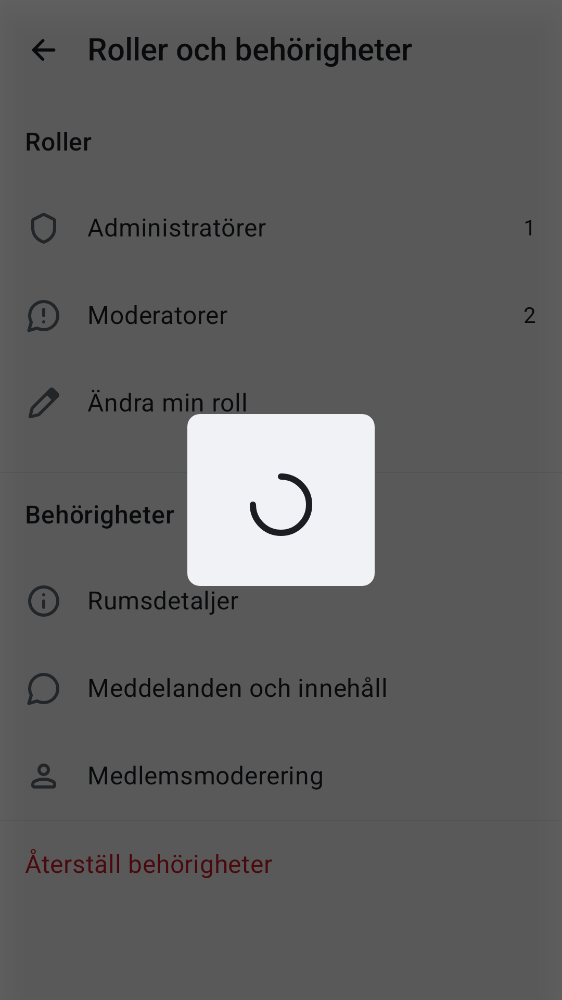 Roller och behörigheter
Roller
Administratörer 1
Moderatorer 2
Ändra min roll
Behörigheter
Rumsdetaljer
Meddelanden och innehåll
Medlemsmoderering
Återställ behörigheter